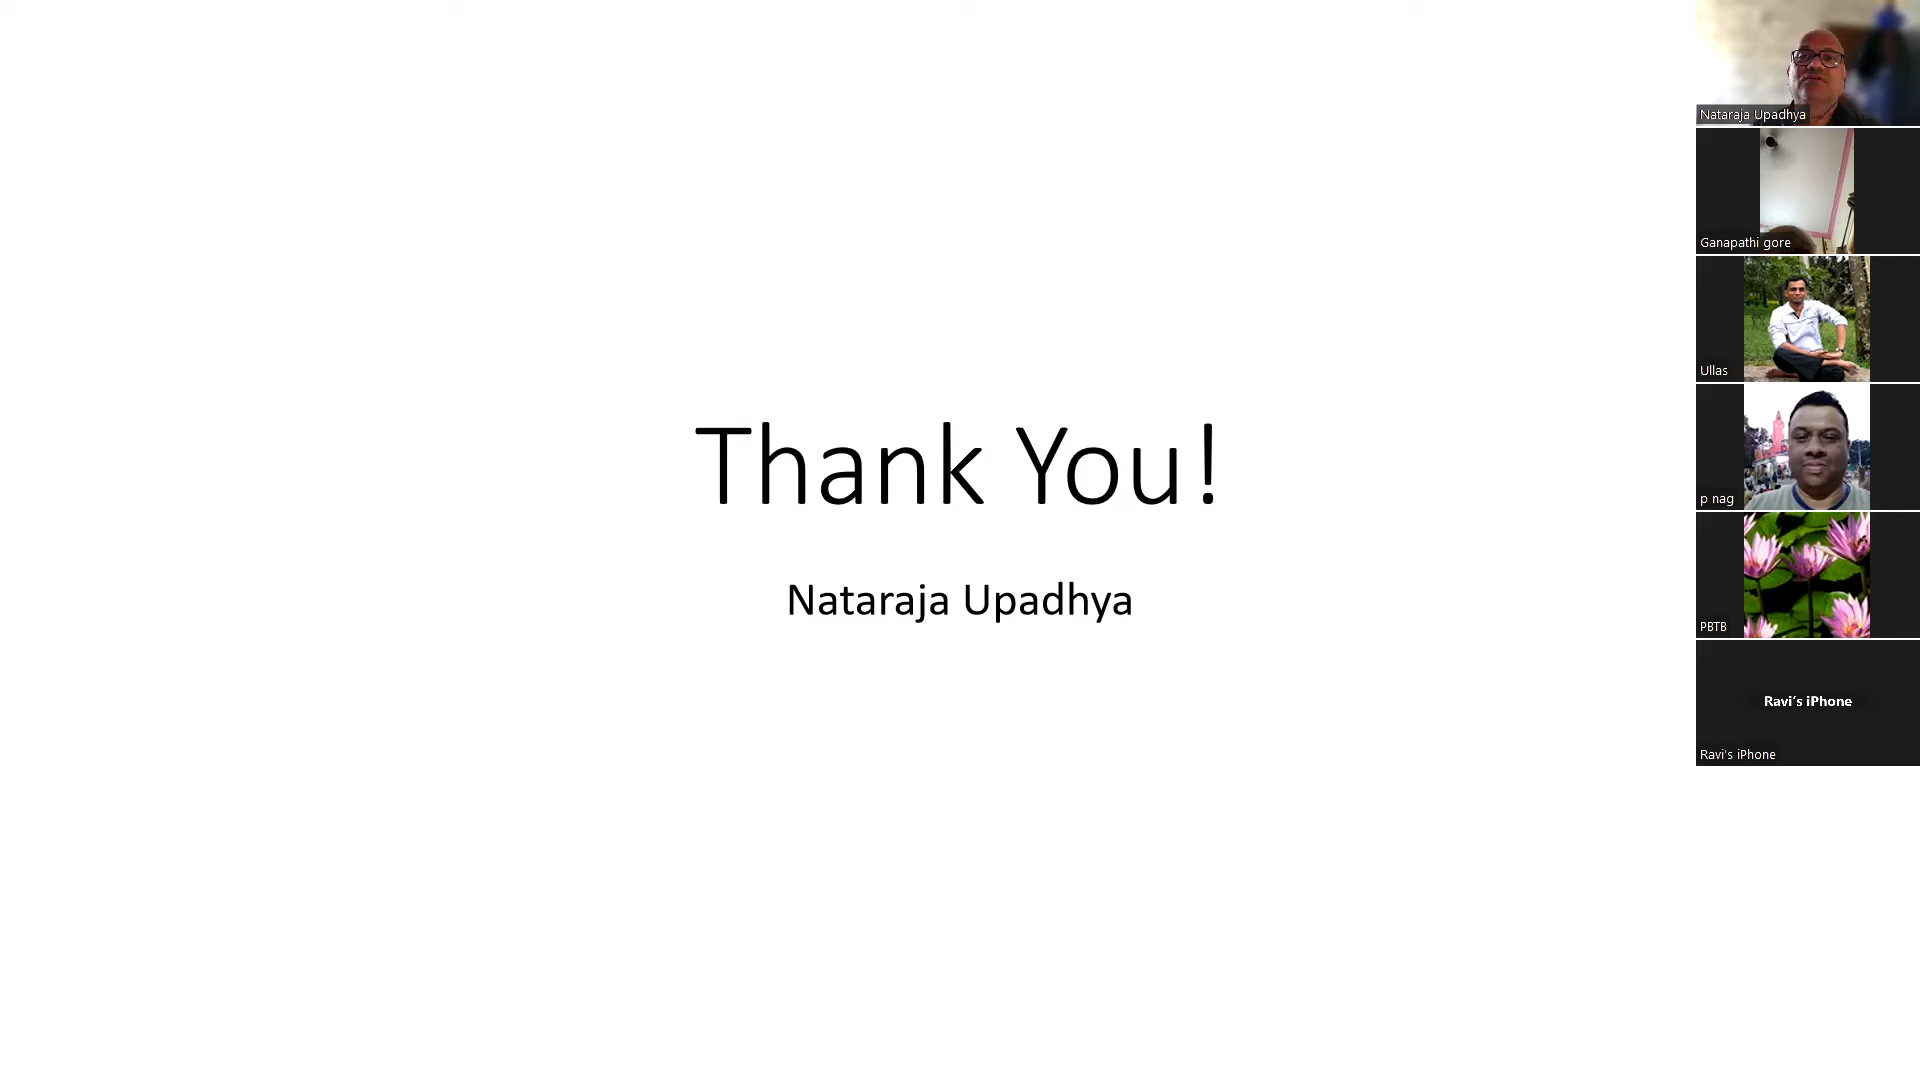 Thank You!
Nataraja Upadhya
Nataraja Upadhya
Ganapathi gore
Ullas
p nag
PBTB
Ravi's iPhone
Ravi's iPhone